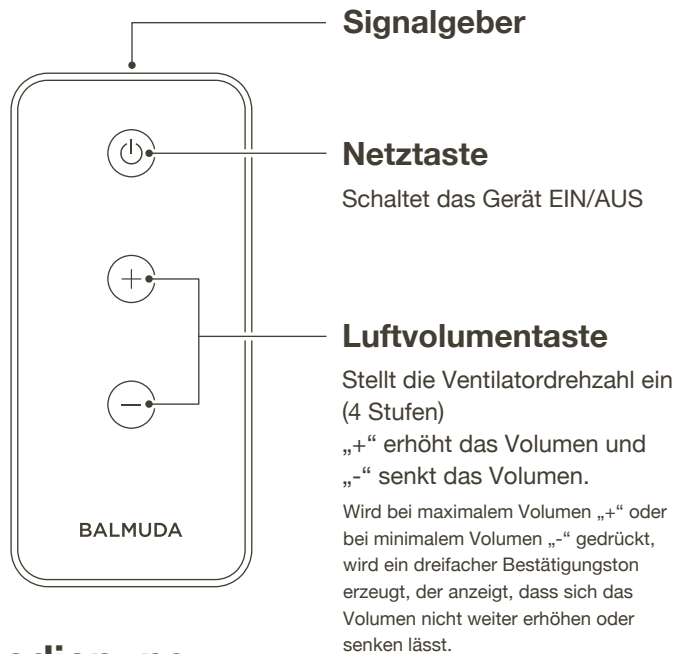 Signalgeber
Netztaste
Schaltet das Gerät EIN/AUS
Luftvolumentaste
Stellt die Ventilatordrehzahl ein
(4 Stufen)
„+“ erhöht das Volumen und
„-“ senkt das Volumen.
Wird bei maximalem Volumen „+“ oder
bei minimalem Volumen „-“ gedrückt,
wird ein dreifacher Bestätigungston
erzeugt, der anzeigt, dass sich das
Volumen nicht weiter erhöhen oder
senken lässt.
BALMUDA